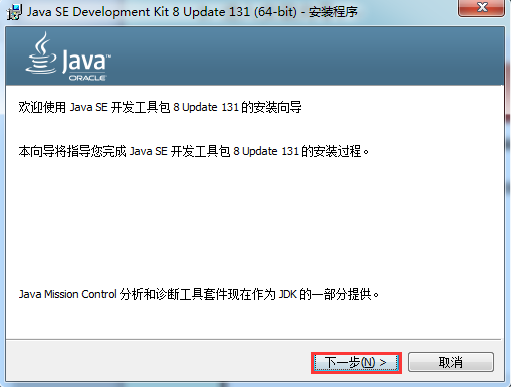 Java SE Development Kit 8 Update 131 (64-bit) - 安装程序
Java™
ORACLE
欢迎使用 Java SE 开发工具包 8 Update 131 的安装向导
本向导将指导您完成 Java SE 开发工具包 8 Update 131 的安装过程。
Java Mission Control 分析和诊断工具套件现在作为 JDK 的一部分提供。
下一步(N) >
取消